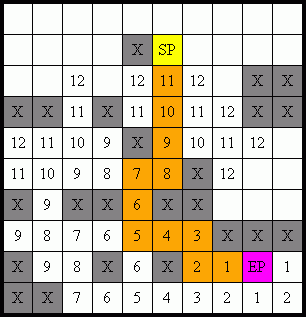 X SP
12 12 11 12 X X
X X 11 X 11 10 11 12 X X
12 11 10 9 X 9 10 11 12
11 10 9 8 7 8 X 12
X 9 X X 6 X X
9 8 7 6 5 4 3 X X X
X 9 8 X 6 X 2 1 EP 1
X X 7 6 5 4 3 2 1 2